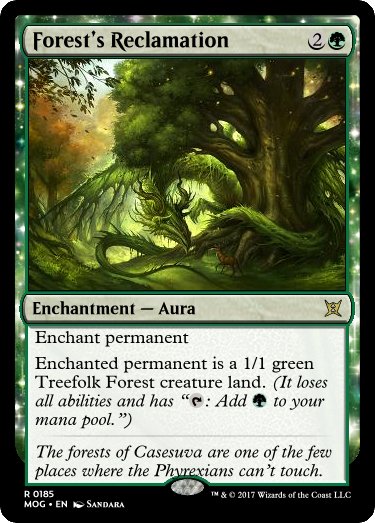 Forest's Reclamation 2
Enchantment — Aura
Enchant permanent
Enchanted permanent is a 1/1 green
Treefolk Forest creature land. (It loses
all abilities and has “: Add to your
mana pool.”)
The forests of Casesuva are one of the few
places where the Phyrexians can't touch.
R 0185
MOG • EN Sandara
™ & © 2017 Wizards of the Coast LLC